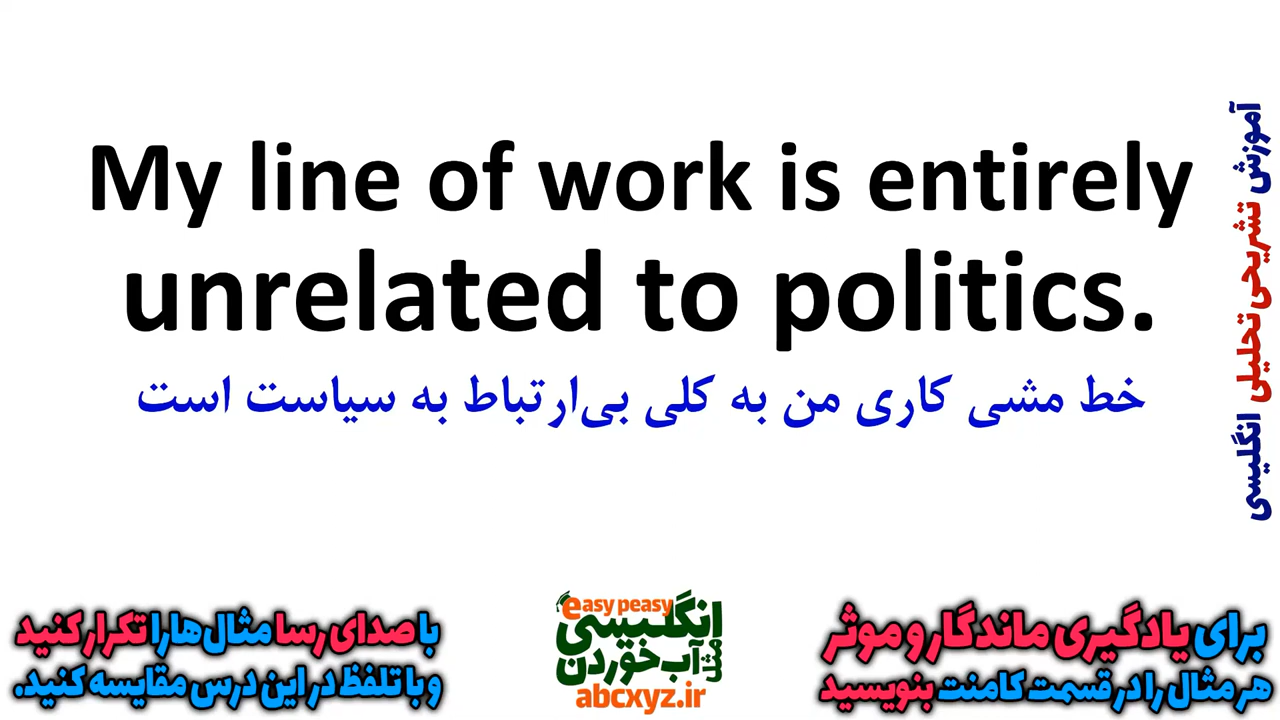 My line of work is entirely
unrelated to politics.
خط مشی کاری من به کلی بی‌ارتباط به سیاست است
آموزش تشریحی تحلیلی انگلیسی
برای یادگیری ماندگار و موثر
هر مثال را در قسمت کامنت بنویسید
easy peasy
انگلیسی
مثل آب خوردن
abcxyz.ir
با صدای رسا مثال‌ها را تکرار کنید
و با تلفظ در این درس مقایسه کنید.